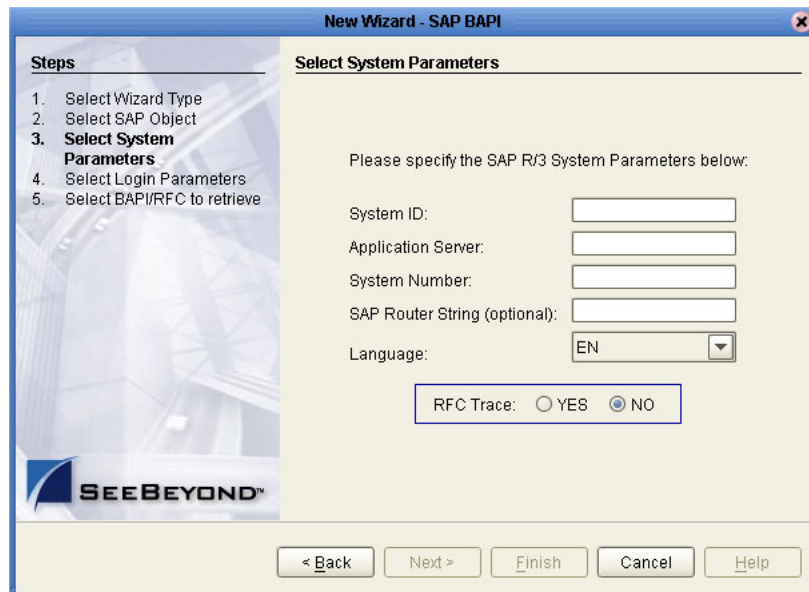 New Wizard - SAP BAPI
Steps
1. Select Wizard Type
2. Select SAP Object
3. Select System
Parameters
4. Select Login Parameters
5. Select BAPI/RFC to retrieve
SEEBEYOND™
Select System Parameters
Please specify the SAP R/3 System Parameters below:
System ID:
Application Server:
System Number:
SAP Router String (optional):
Language: EN
RFC Trace: YES NO
< Back Next > Finish Cancel Help